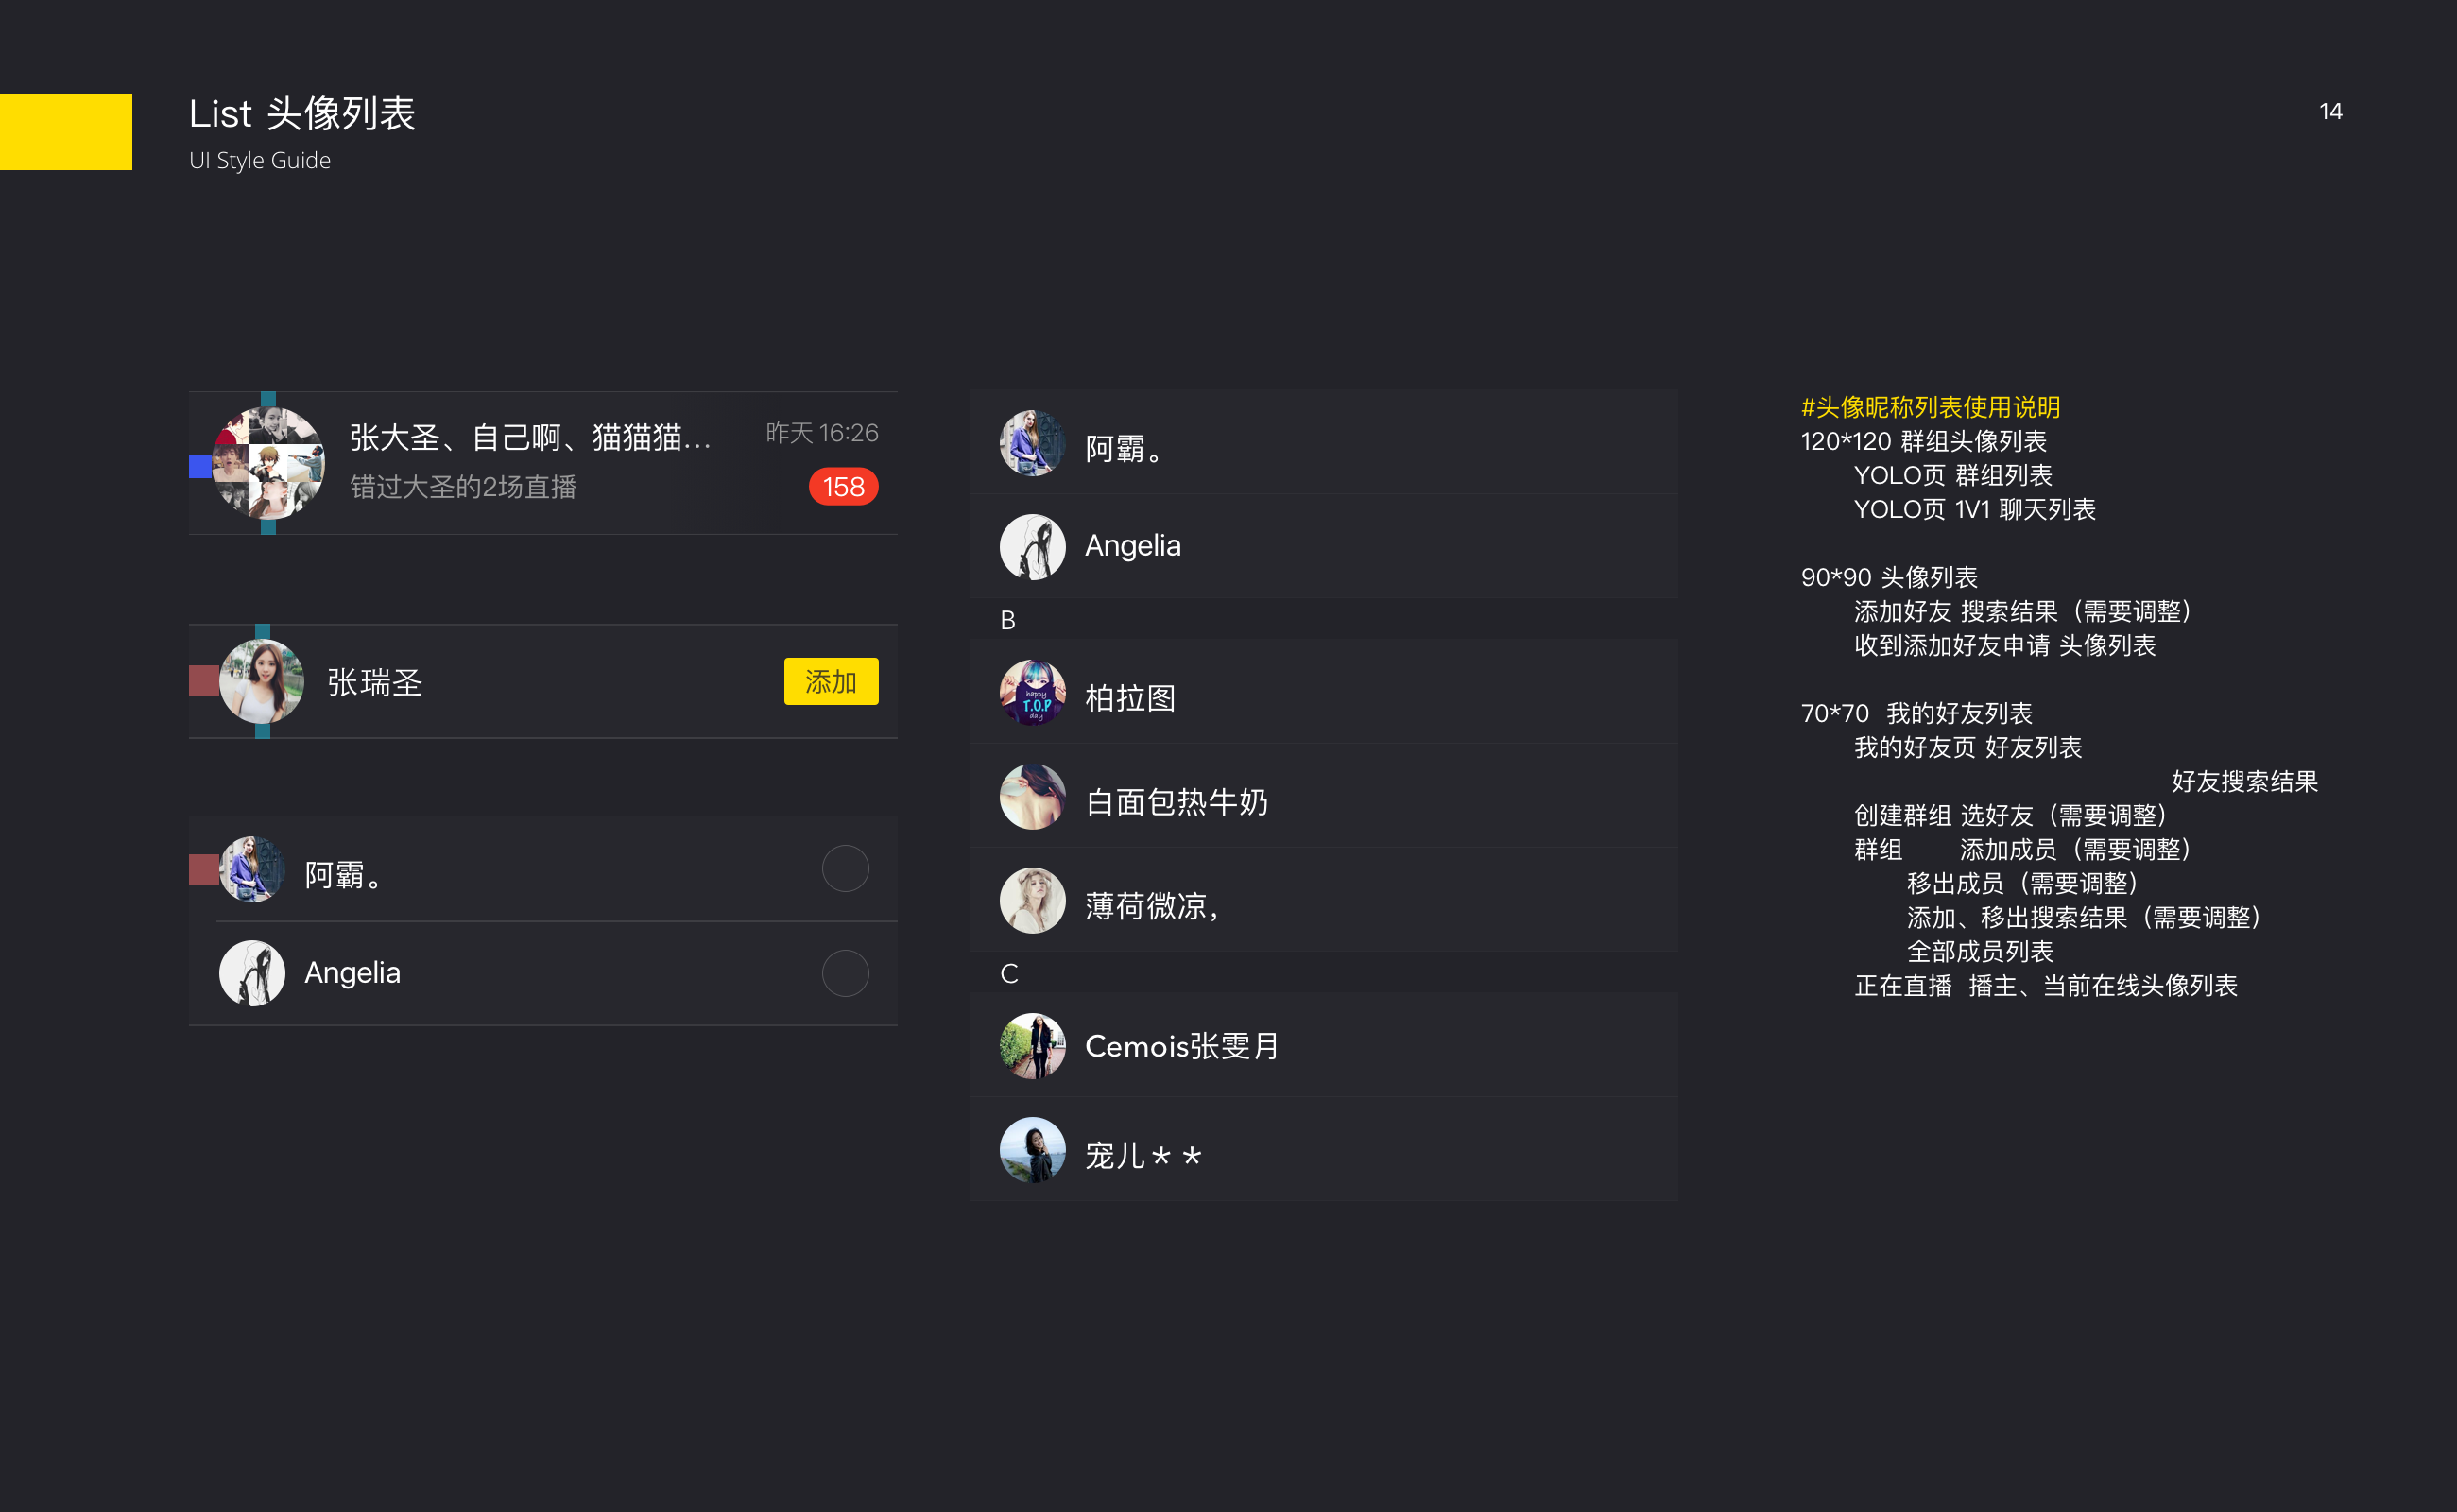 List 头像列表
UI Style Guide
14
张大圣、自己啊、猫猫猫...
昨天 16:26
错过大圣的2场直播
158
张瑞圣
添加
阿霸。
Angelia
阿霸。
Angelia
B
happy
T.O.P
day
柏拉图
白面包热牛奶
薄荷微凉，
C
Cemois张雯月
宠儿＊＊
#头像昵称列表使用说明
120*120 群组头像列表
YOLO页 群组列表
YOLO页 1V1 聊天列表
90*90 头像列表
添加好友 搜索结果（需要调整）
收到添加好友申请 头像列表
70*70 我的好友列表
我的好友页 好友列表
好友搜索结果
创建群组 选好友（需要调整）
群组 添加成员（需要调整）
移出成员（需要调整）
添加、移出搜索结果（需要调整）
全部成员列表
正在直播 播主、当前在线头像列表